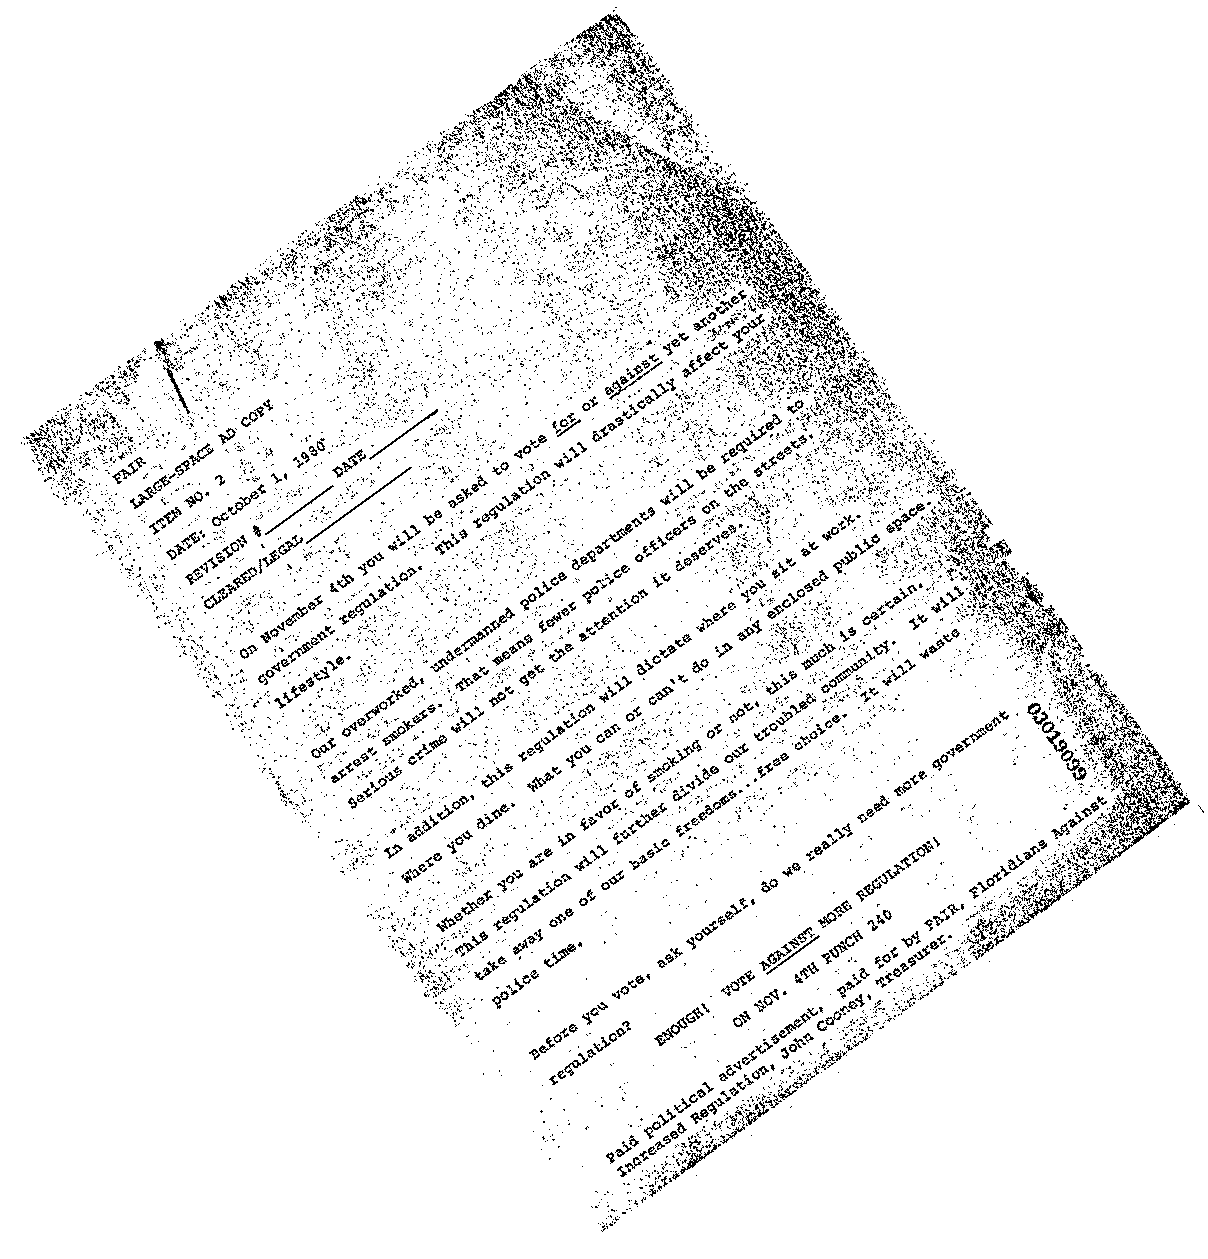 FAIR
LARGE-SPACE AD COPY
ITEM NO. 2
DATE: October 1, 1980
REVISION # DATE
CLEARED/LEGAL
On November 4th you will be asked to vote for or against yet another
government regulation. This regulation will drastically affect your
lifestyle.
Our overworked, undermanned police departments will be required to
arrest smokers. That means fewer police officers on the streets.
Serious crime will not get the attention it deserves.
In addition, this regulation will dictate where you sit at work.
Where you dine. What you can or can't do in any enclosed public space.
Whether you are in favor of smoking or not, this much is certain.
This regulation will further divide our troubled community. It will
take away one of our basic freedoms...free choice. It will waste
police time.
Before you vote, ask yourself, do we really need more government
regulation?
ENOUGH! VOTE AGAINST MORE REGULATION!
ON NOV. 4TH PUNCH 240
Paid political advertisement, paid for by FAIR, Floridians Against
Increased Regulation, John Cooney, Treasurer.
03019099